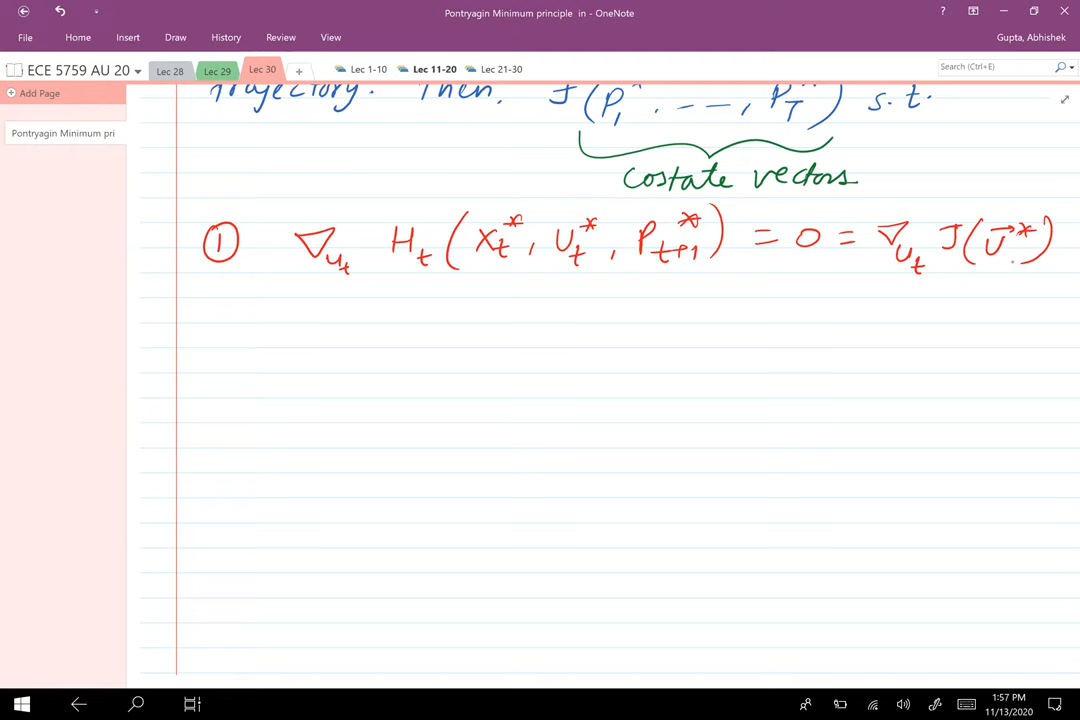 Pontryagin Minimum principle in - OneNote
File Home Insert Draw History Review View
Gupta, Abhishek
ECE 5759 AU 20 Lec 28 Lec 29 Lec 30 + Lec 1-10 Lec 11-20 Lec 21-30
Search (Ctrl+E)
Add Page
Pontryagin Minimum pri
Trajectory. Then, ∃ (P₁*, ..., P_T*) s.t.
costate vectors
① ∇_{u_t} H_t (X_t*, U_t*, P_{t+1}*) = 0 = ∇_{U_t} J(U⃗*)
1:57 PM
11/13/2020